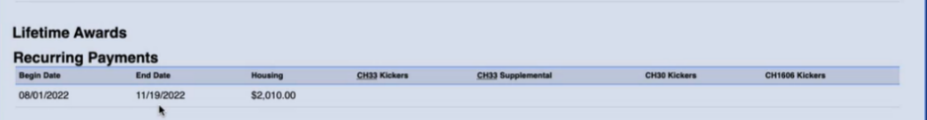 Lifetime Awards
Recurring Payments
Begin Date End Date Housing CH33 Kickers CH33 Supplemental CH30 Kickers CH1606 Kickers
08/01/2022 11/19/2022 $2,010.00